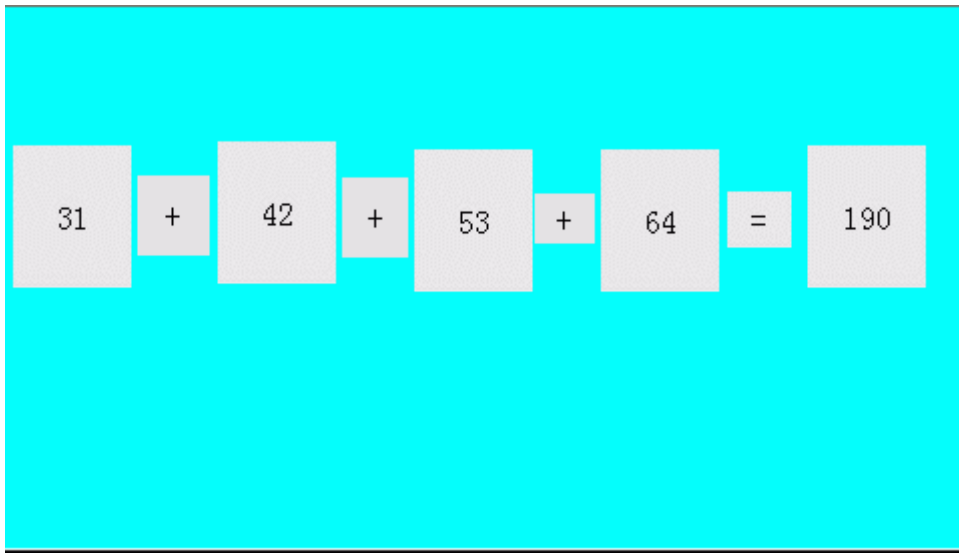 31 + 42 + 53 + 64 = 190